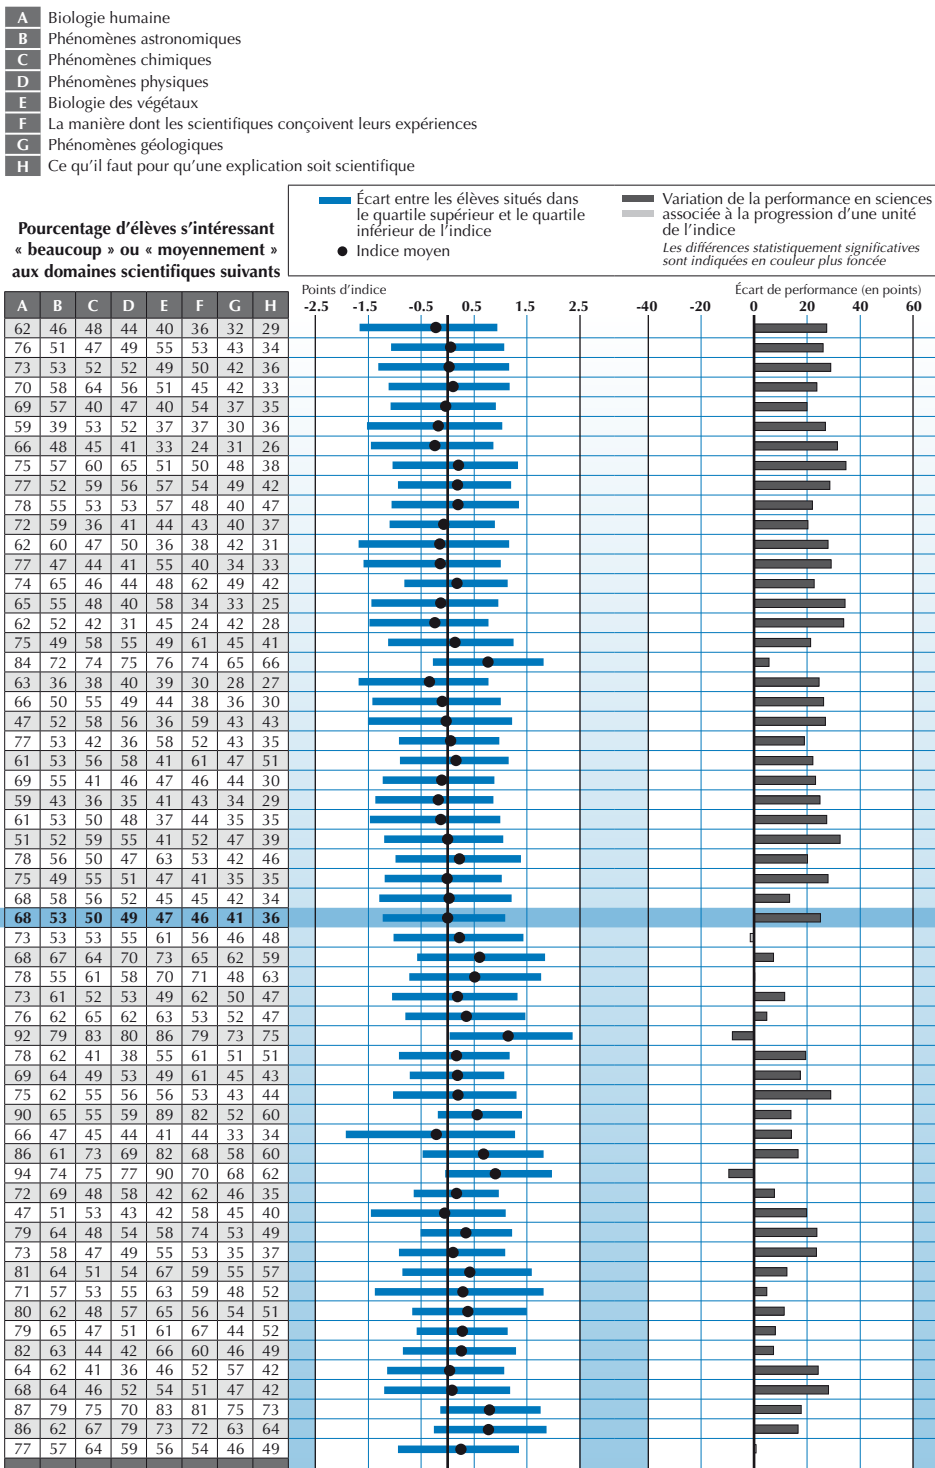 A Biologie humaine
B Phénomènes astronomiques
C Phénomènes chimiques
D Phénomènes physiques
E Biologie des végétaux
F La manière dont les scientifiques conçoivent leurs expériences
G Phénomènes géologiques
H Ce qu'il faut pour qu'une explication soit scientifique
Pourcentage d'élèves s'intéressant
« beaucoup » ou « moyennement »
aux domaines scientifiques suivants
Écart entre les élèves situés dans
le quartile supérieur et le quartile
inférieur de l'indice
Indice moyen
Variation de la performance en sciences
associée à la progression d'une unité
de l'indice
Les différences statistiquement significatives
sont indiquées en couleur plus foncée
Points d'indice
Écart de performance (en points)
A B C D E F G H
-2.5 -1.5 -0.5 0.5 1.5 2.5 -40 -20 0 20 40 60
62 46 48 44 40 36 32 29
76 51 47 49 55 53 43 34
73 53 52 52 49 50 42 36
70 58 64 56 51 45 42 33
69 57 40 47 40 54 37 35
59 39 53 52 37 37 30 36
66 48 45 41 33 24 31 26
75 57 60 65 51 50 48 38
77 52 59 56 57 54 49 42
78 55 53 53 57 48 40 47
72 59 36 41 44 43 40 37
62 60 47 50 36 38 42 31
77 47 44 41 55 40 34 33
74 65 46 44 48 62 49 42
65 55 48 40 58 34 33 25
62 52 42 31 45 24 42 28
75 49 58 55 49 61 45 41
84 72 74 75 76 74 65 66
63 36 38 40 39 30 28 27
66 50 55 49 44 38 36 30
47 52 58 56 36 59 43 43
77 53 42 36 58 52 43 35
61 53 56 58 41 61 47 51
69 55 41 46 47 46 44 30
59 43 36 35 41 43 34 29
61 53 50 48 37 44 35 35
51 52 59 55 41 52 47 39
78 56 50 47 63 53 42 46
75 49 55 51 47 41 35 35
68 58 56 52 45 45 42 34
68 53 50 49 47 46 41 36
73 53 53 55 61 56 46 48
68 67 64 70 73 65 62 59
78 55 61 58 70 71 48 63
73 61 52 53 49 62 50 47
76 62 65 62 63 53 52 47
92 79 83 80 86 79 73 75
78 62 41 38 55 61 51 51
69 64 49 53 49 61 45 43
75 62 55 56 56 53 43 44
90 65 55 59 89 82 52 60
66 47 45 44 41 44 33 34
86 61 73 69 82 68 58 60
94 74 75 77 90 70 68 62
72 69 48 58 42 62 46 35
47 51 53 43 42 58 45 40
79 64 48 54 58 74 53 49
73 58 47 49 55 53 35 37
81 64 51 54 67 59 55 57
71 57 53 55 63 59 48 52
80 62 48 57 65 56 54 51
79 65 47 51 61 67 44 52
82 63 44 42 66 60 46 49
64 62 41 36 46 52 57 42
68 64 46 52 54 51 47 42
87 79 75 70 83 81 75 73
86 62 67 79 73 72 63 64
77 57 64 59 56 54 46 49